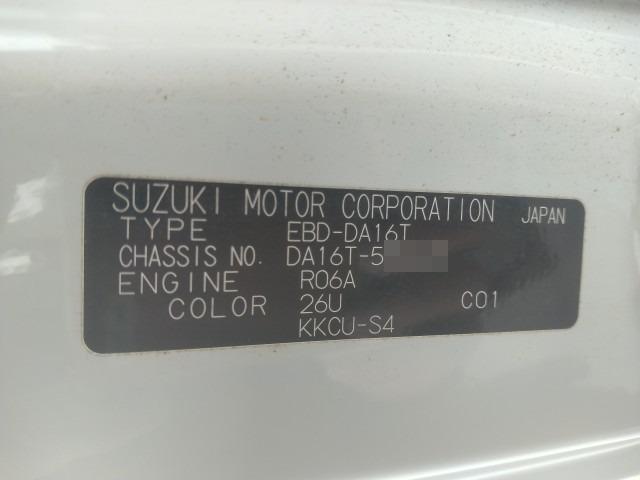 SUZUKI MOTOR CORPORATION JAPAN
TYPE EBD-DA16T
CHASSIS NO. DA16T-5
ENGINE R06A
COLOR 26U C01
KKCU-S4